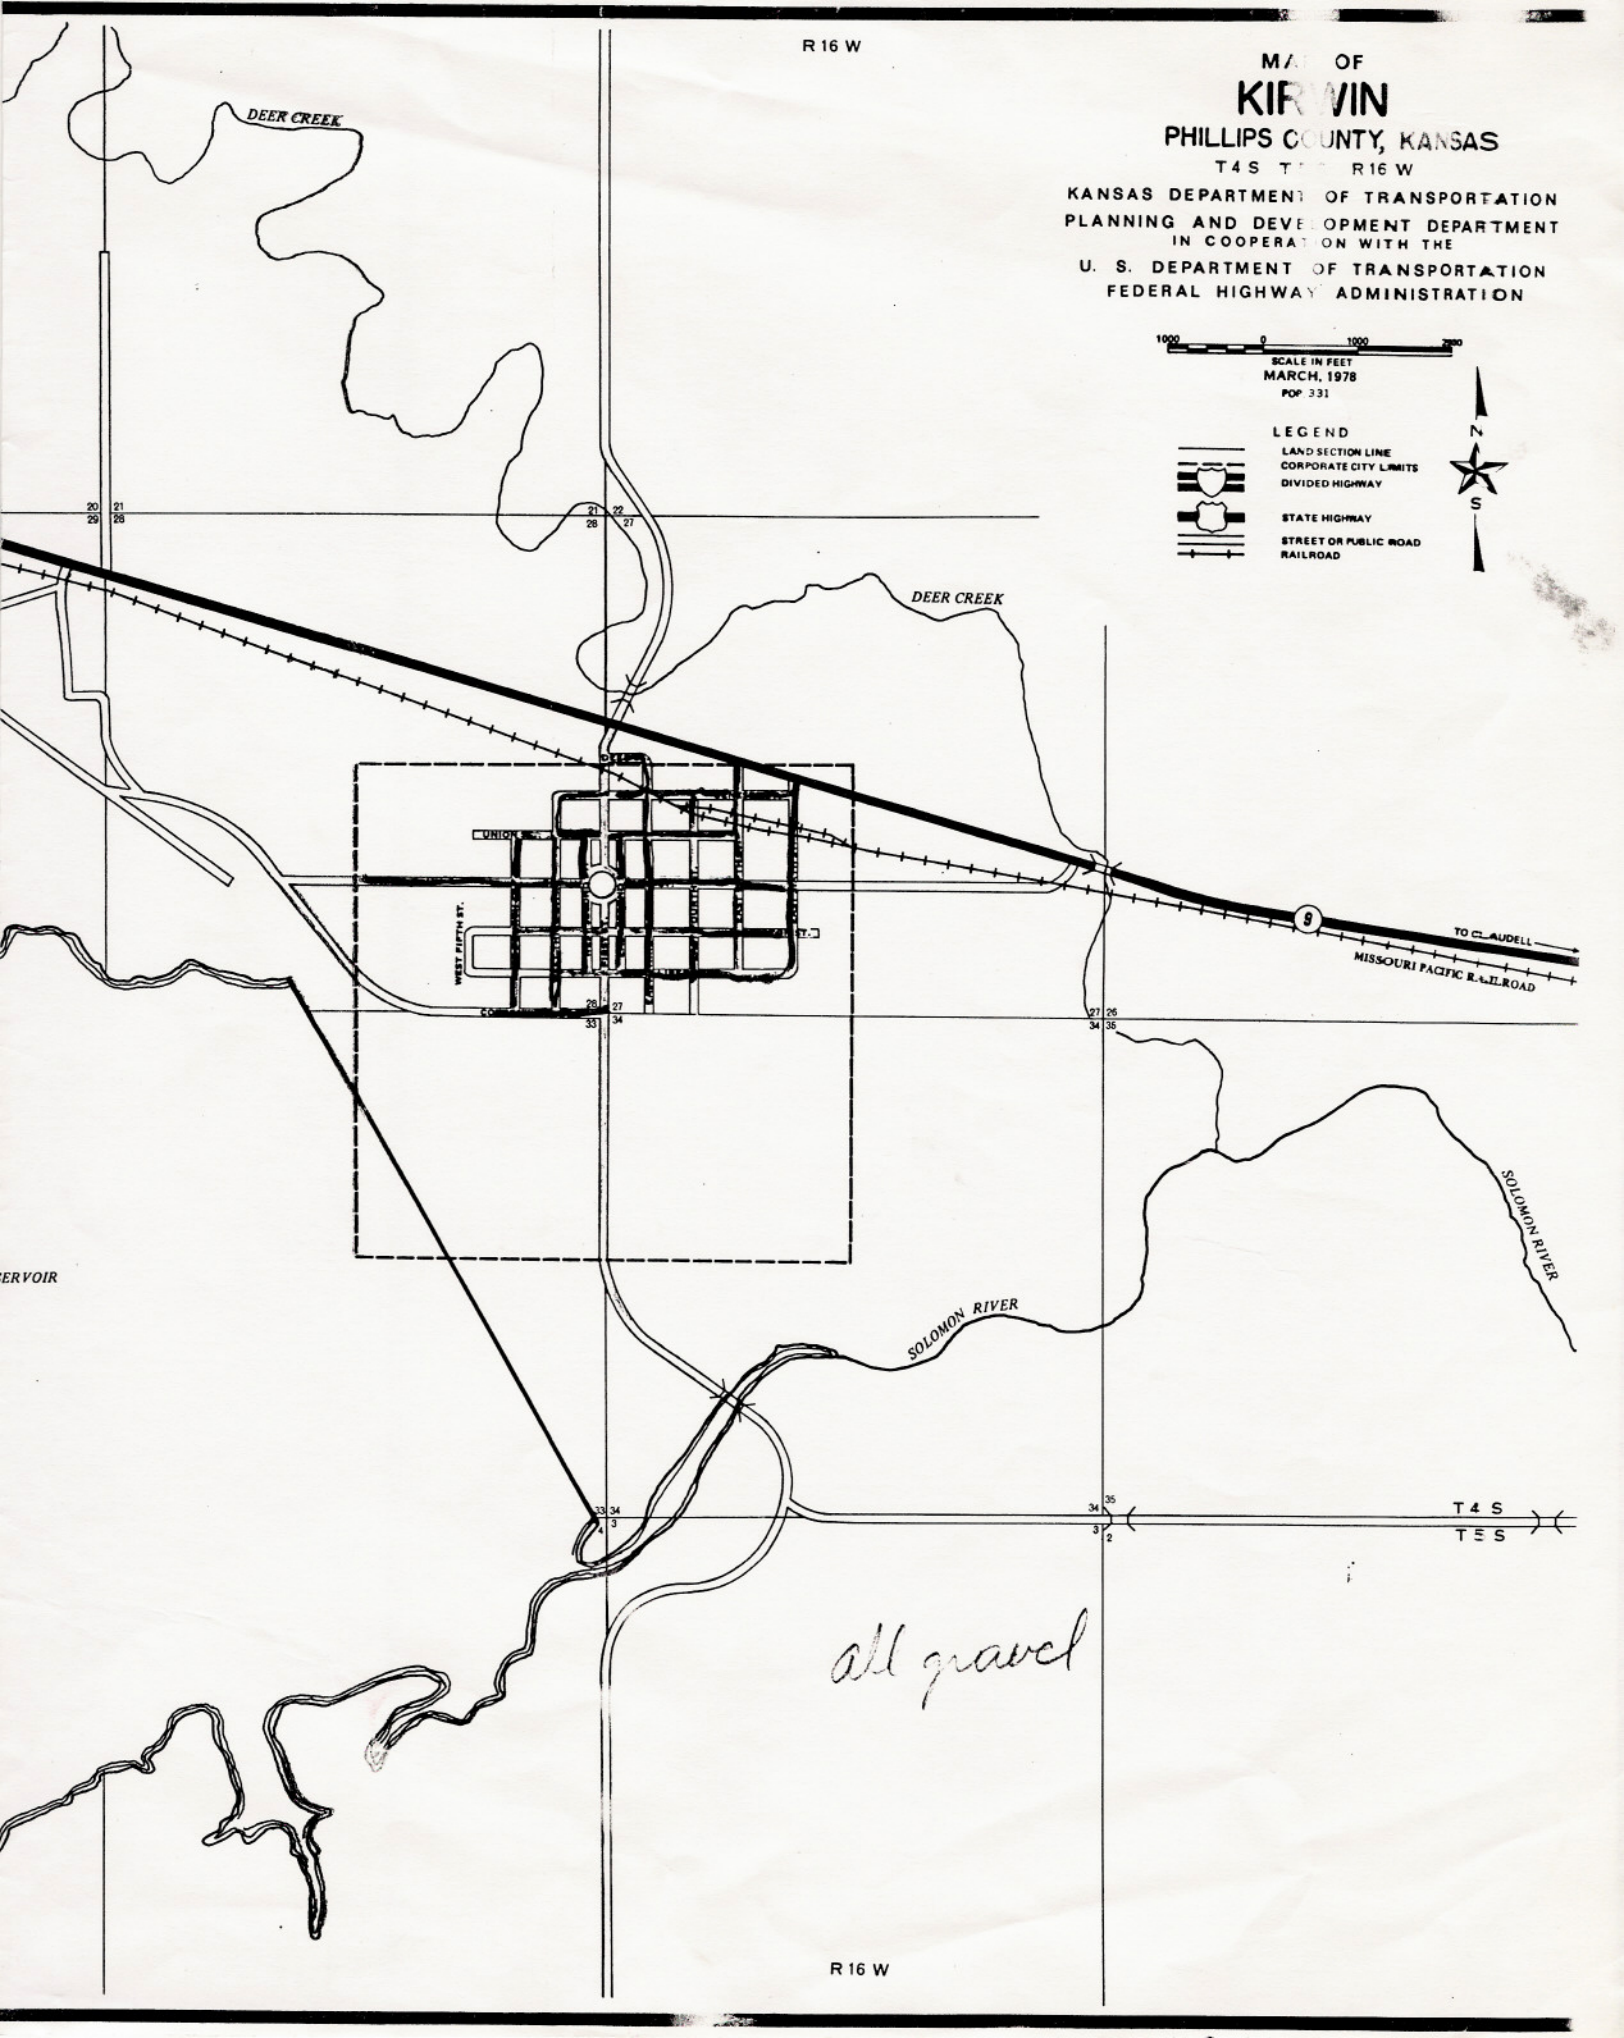 R 16 W
MA OF
KIRWIN
PHILLIPS COUNTY, KANSAS
T 4 S T R 16 W
KANSAS DEPARTMENT OF TRANSPORTATION
PLANNING AND DEVELOPMENT DEPARTMENT
IN COOPERATION WITH THE
U. S. DEPARTMENT OF TRANSPORTATION
FEDERAL HIGHWAY ADMINISTRATION
1000 0 1000 2000
SCALE IN FEET
MARCH, 1978
POP. 331
N
S
LEGEND
LAND SECTION LINE
CORPORATE CITY LIMITS
DIVIDED HIGHWAY
STATE HIGHWAY
STREET OR PUBLIC ROAD
RAILROAD
DEER CREEK
20 21
29 28
21 22
28 27
DEER CREEK
UNION
WEST FIFTH ST.
ST.
9
TO CLAUDELL
MISSOURI PACIFIC RAILROAD
28 27
33 34
27 26
34 35
SOLOMON RIVER
ERVOIR
SOLOMON RIVER
33 34
4 3
34 35
3 2
T 4 S
T 5 S
all gravel
R 16 W